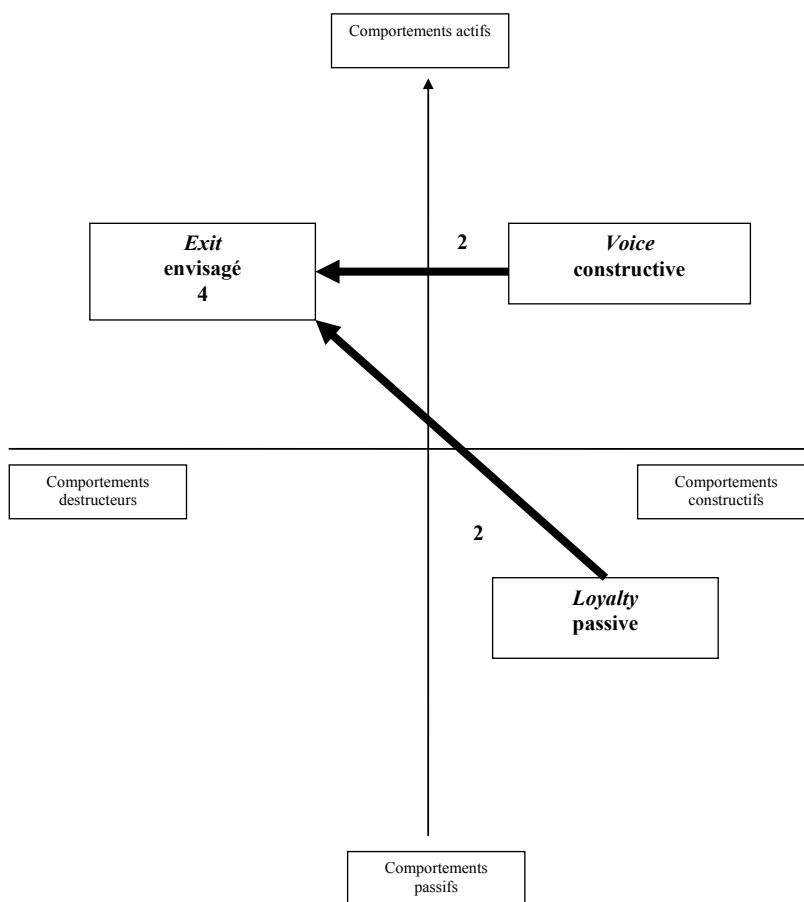 Comportements actifs
Exit
envisagé
4
2
Voice
constructive
Comportements
destructeurs
Comportements
constructifs
2
Loyalty
passive
Comportements
passifs